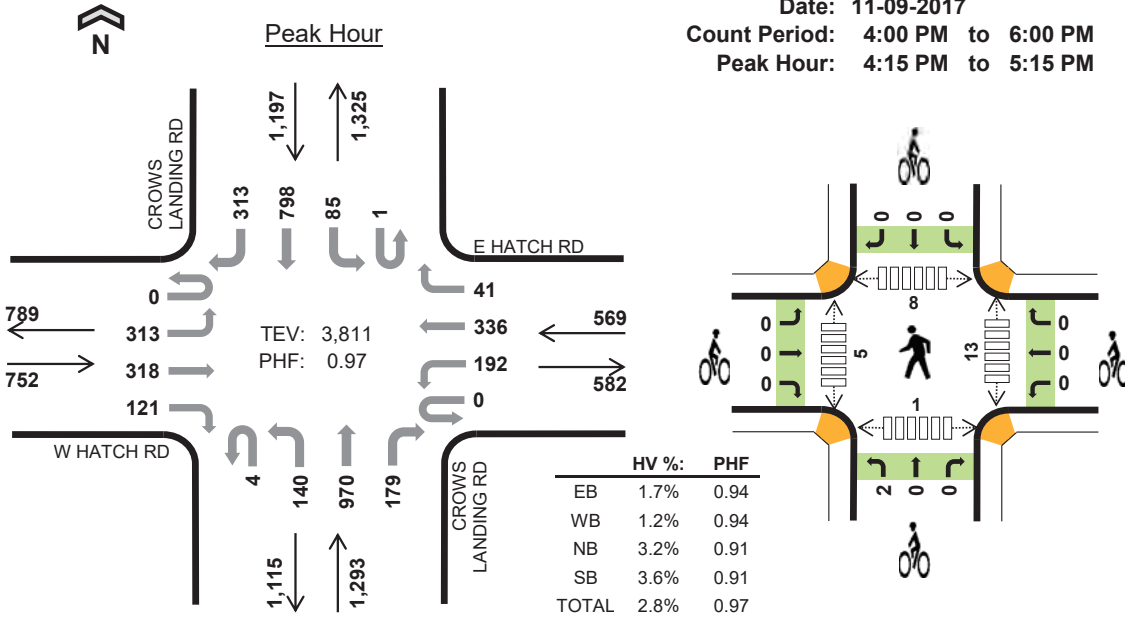 Date: 11-09-2017
Count Period: 4:00 PM to 6:00 PM
Peak Hour: 4:15 PM to 5:15 PM
N
Peak Hour
1,197
1,325
CROWS
LANDING RD
313
798
85
1
E HATCH RD
0
313
318
121
789
752
TEV: 3,811
PHF: 0.97
41
336
192
0
569
582
W HATCH RD
4
140
970
179
CROWS
LANDING RD
1,115
1,293
HV %: PHF
EB 1.7% 0.94
WB 1.2% 0.94
NB 3.2% 0.91
SB 3.6% 0.91
TOTAL 2.8% 0.97
0 0 0
8
0
0
0
5
13
0
0
0
1
2 0 0